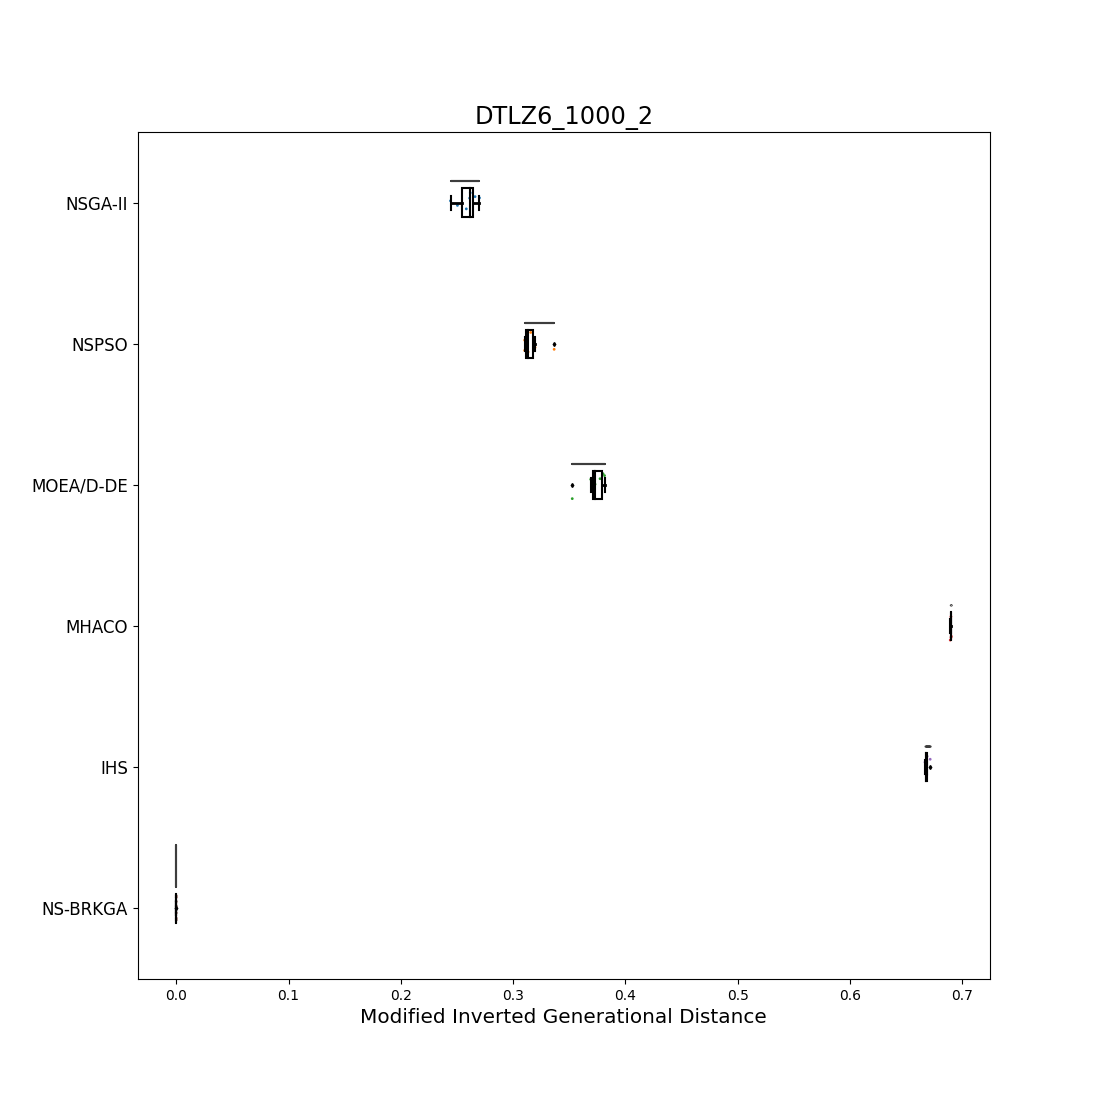 DTLZ6_1000_2
NSGA-II
NSPSO
MOEA/D-DE
MHACO
IHS
NS-BRKGA
0.0 0.1 0.2 0.3 0.4 0.5 0.6 0.7
Modified Inverted Generational Distance